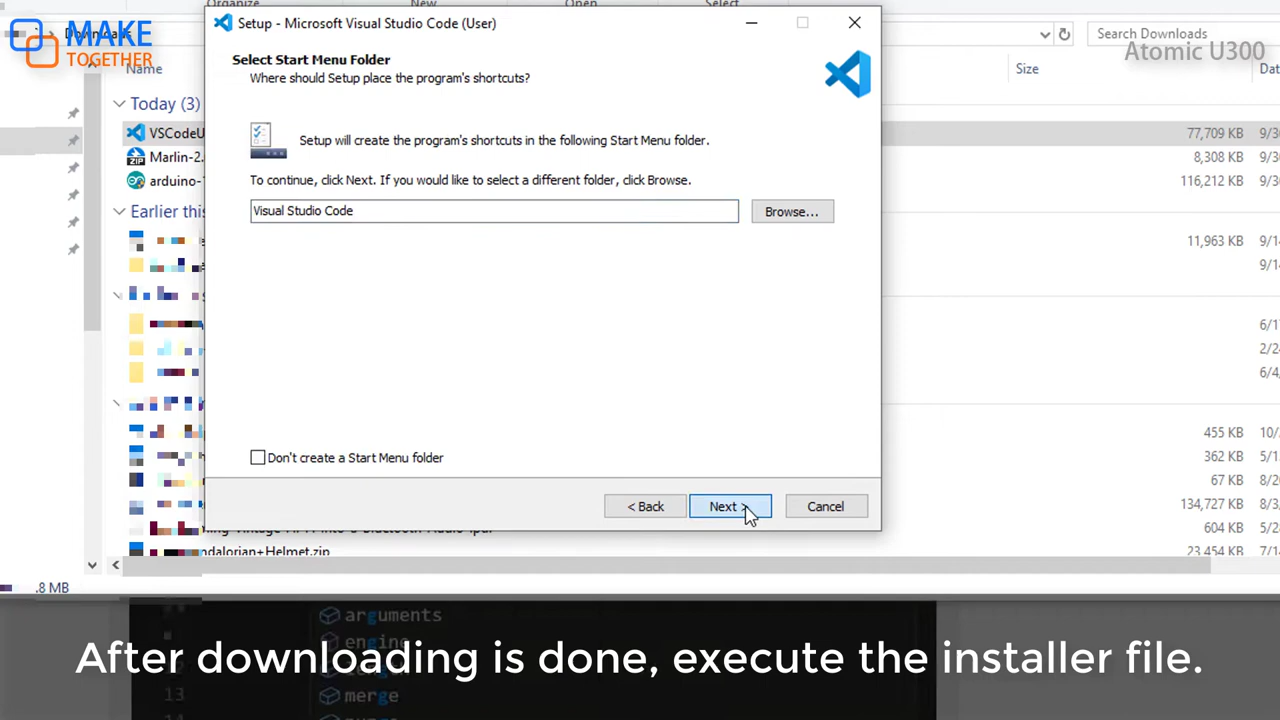 MAKE
TOGETHER
Atomic U300
Setup - Microsoft Visual Studio Code (User)
Search Downloads
Select Start Menu Folder
Where should Setup place the program's shortcuts?
Name
Size
Today (3)
VSCodeU
77,709 KB
Setup will create the program's shortcuts in the following Start Menu folder.
Marlin-2.
8,308 KB
arduino-
116,212 KB
To continue, click Next. If you would like to select a different folder, click Browse.
Earlier this
Visual Studio Code
Browse...
11,963 KB
455 KB
Don't create a Start Menu folder
362 KB
67 KB
< Back
Next >
Cancel
134,727 KB
604 KB
ndalorian+Helmet.zip
23,454 KB
.8 MB
arguments
engine
After downloading is done, execute the installer file.
13
merge